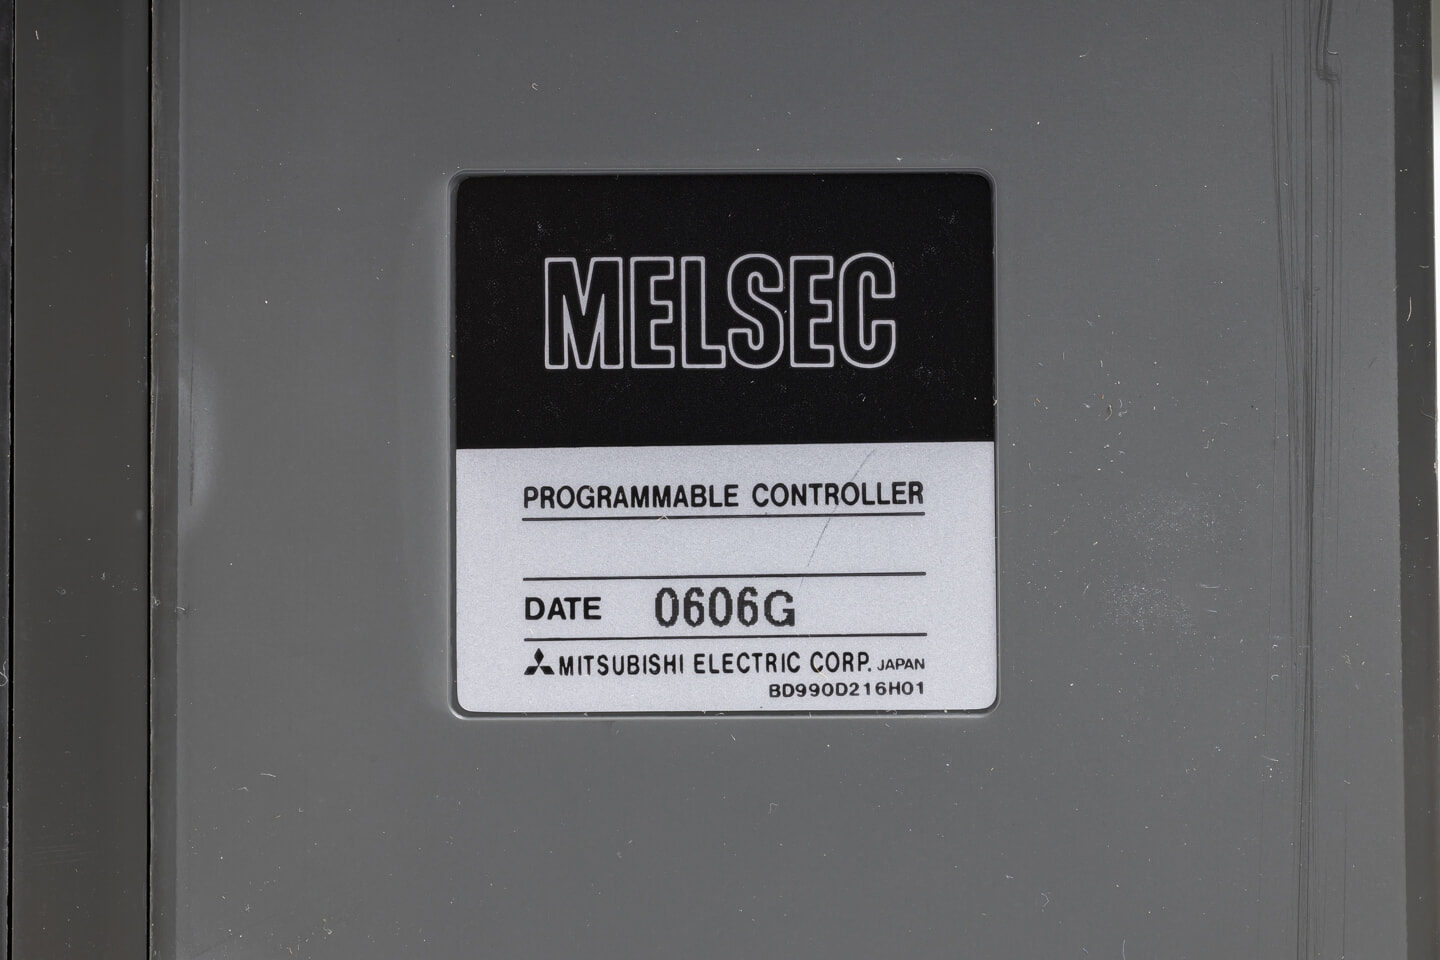 MELSEC
PROGRAMMABLE CONTROLLER
DATE 0606G
MITSUBISHI ELECTRIC CORP. JAPAN
BD990D216H01